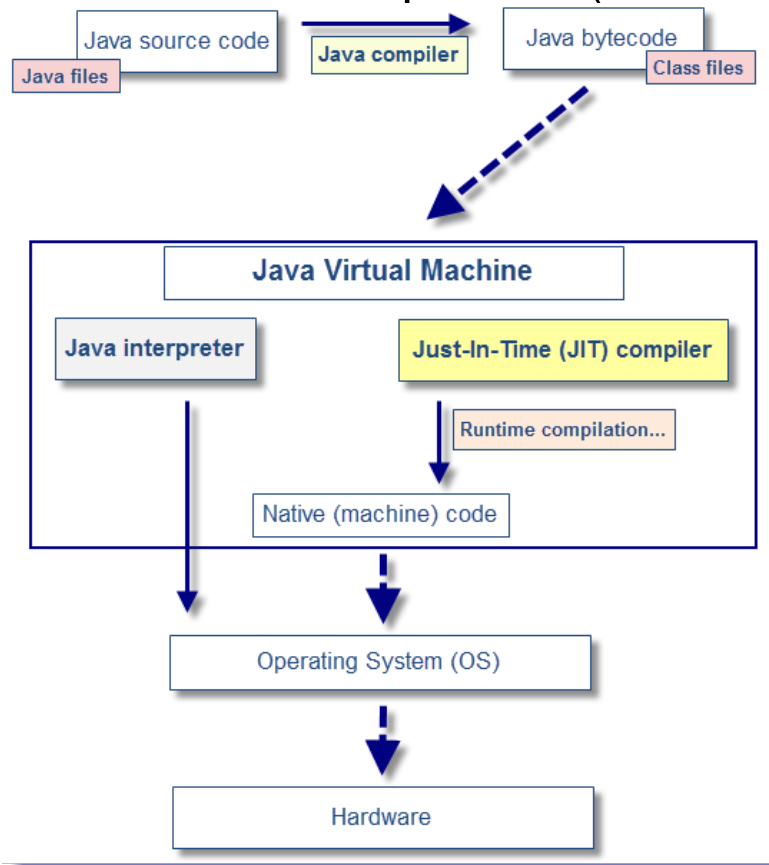 Java source code
Java files
Java compiler
Java bytecode
Class files
Java Virtual Machine
Java interpreter
Just-In-Time (JIT) compiler
Runtime compilation...
Native (machine) code
Operating System (OS)
Hardware